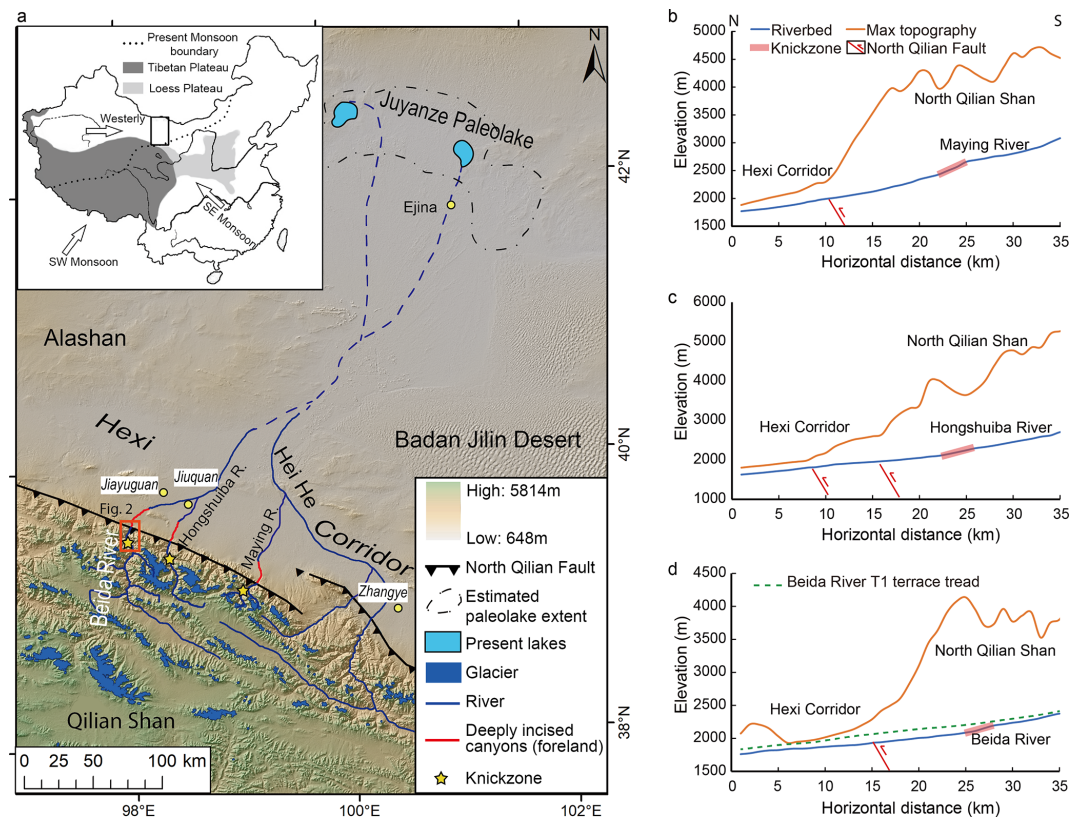 a
Present Monsoon
boundary
Tibetan Plateau
Loess Plateau
Westerly
SE Monsoon
SW Monsoon
N
Juyanze Paleolake
42°N
Ejina
Alashan
Badan Jilin Desert
40°N
Hexi
Corridor
Hei He
Jiayuguan
Jiuquan
Fig. 2
Hongshuiba R.
Maying R.
Beida River
Zhangye
Qilian Shan
38°N
High: 5814m
Low: 648m
North Qilian Fault
Estimated
paleolake extent
Present lakes
Glacier
River
Deeply incised
canyons (foreland)
Knickzone
0 25 50 100 km
98°E 100°E 102°E
b
N S
Riverbed Max topography
Knickzone North Qilian Fault
5000
4500
4000
3500
3000
2500
2000
1500
Elevation (m)
North Qilian Shan
Maying River
Hexi Corridor
0 5 10 15 20 25 30 35
Horizontal distance (km)
c
6000
5000
4000
3000
2000
1000
Elevation (m)
North Qilian Shan
Hexi Corridor
Hongshuiba River
0 5 10 15 20 25 30 35
Horizontal distance (km)
d
Beida River T1 terrace tread
4500
4000
3500
3000
2500
2000
1500
Elevation (m)
North Qilian Shan
Hexi Corridor
Beida River
0 5 10 15 20 25 30 35
Horizontal distance (km)